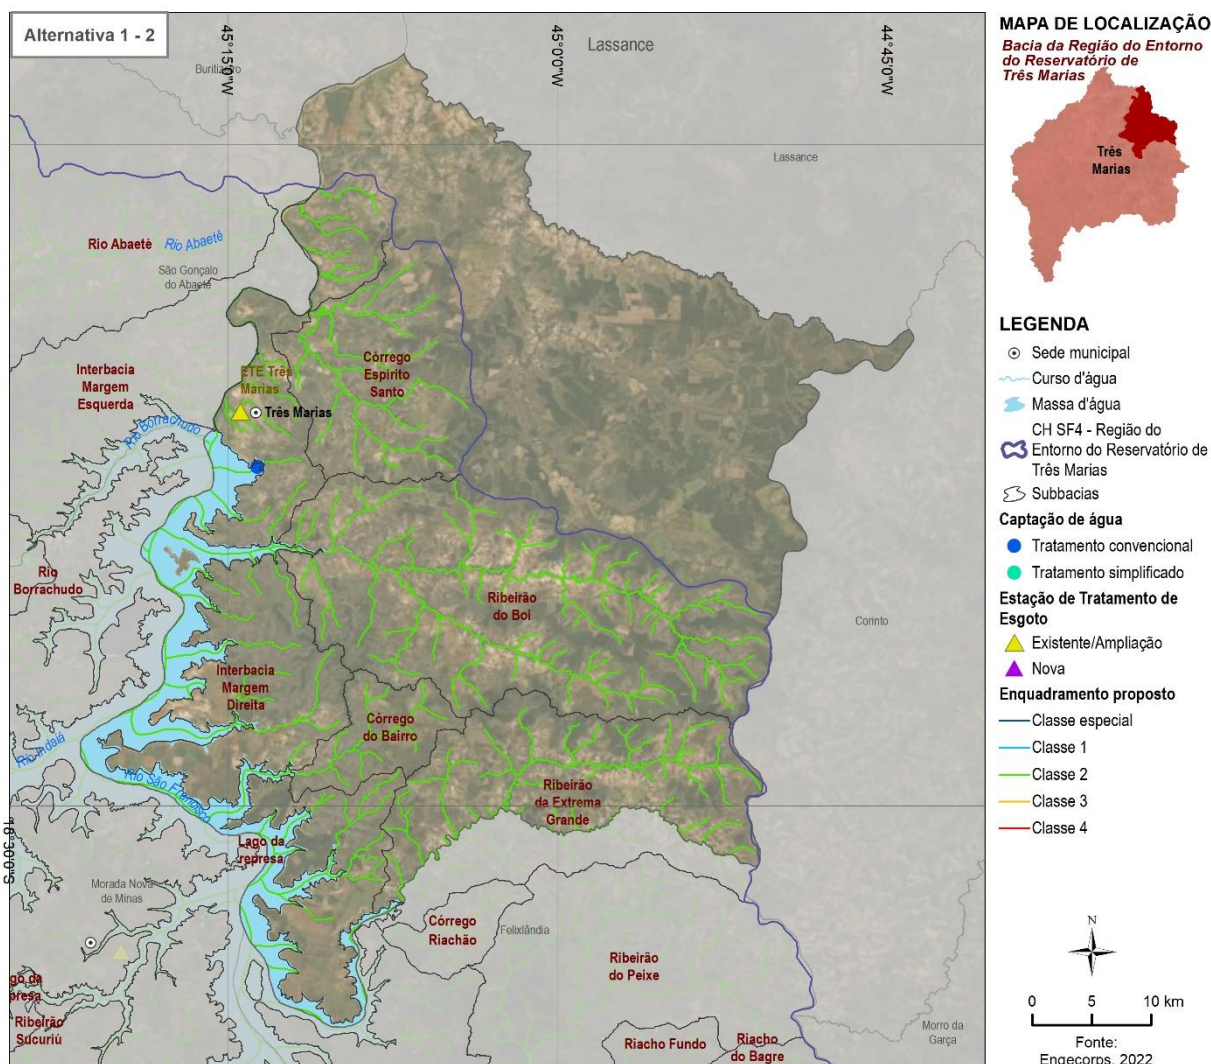 Alternativa 1 - 2
45°15'0"W
45°0'0"W
44°45'0"W
Lassance
Buritizeiro
Lassance
Rio Abaeté
Rio Abaeté
São Gonçalo
do Abaeté
Interbacia
Margem
Esquerda
ETE Três
Marias
Três Marias
Córrego
Espirito
Santo
Rio Borrachudo
Rio
Borrachudo
Ribeirão
do Boi
Corinto
Interbacia
Margem
Direita
Córrego
do Bairro
Rio Indaiá
Rio São Francisco
Ribeirão
da Extrema
Grande
Lago da
represa
18°30'0"S
Morada Nova
de Minas
Córrego
Riachão
Felixlândia
Ribeirão
do Peixe
go da
presa
Ribeirão
Sucuriú
Riacho Fundo
Riacho
do Bagre
Morro da
Garça
MAPA DE LOCALIZAÇÃO
Bacia da Região do Entorno
do Reservatório de
Três Marias
Três
Marias
LEGENDA
Sede municipal
Curso d'água
Massa d'água
CH SF4 - Região do
Entorno do Reservatório de
Três Marias
Subbacias
Captação de água
Tratamento convencional
Tratamento simplificado
Estação de Tratamento de
Esgoto
Existente/Ampliação
Nova
Enquadramento proposto
Classe especial
Classe 1
Classe 2
Classe 3
Classe 4
N
0 5 10 km
Fonte:
Engecorps, 2022